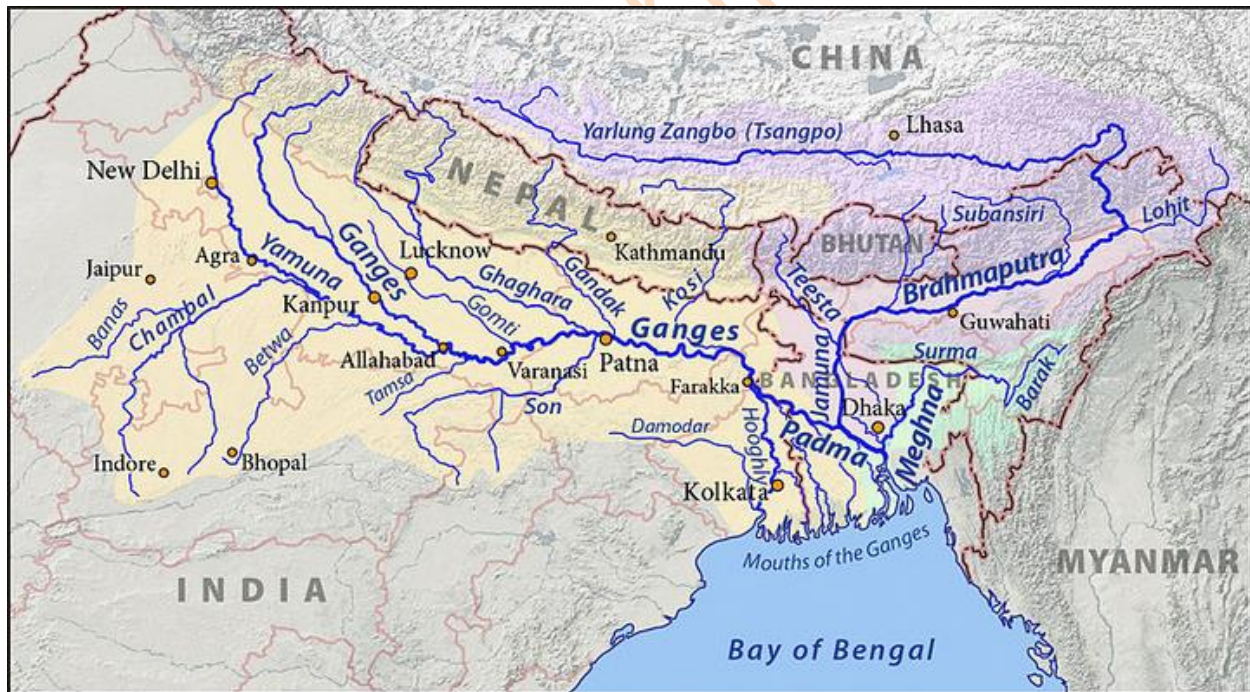 CHINA
Yarlung Zangbo (Tsangpo)
Lhasa
New Delhi
NEPAL
Subansiri
Lohit
BHUTAN
Agra
Yamuna
Ganges
Lucknow
Kathmandu
Jaipur
Ghaghara
Gandak
Kosi
Teesta
Brahmaputra
Banas
Chambal
Kanpur
Gomti
Ganges
Guwahati
Betwa
Allahabad
Varanasi
Patna
Surma
Tamsa
Son
Farakka
BANGLADESH
Jamuna
Barak
Dhaka
Damodar
Hooghly
Padma
Meghna
Indore
Bhopal
Kolkata
Mouths of the Ganges
INDIA
MYANMAR
Bay of Bengal